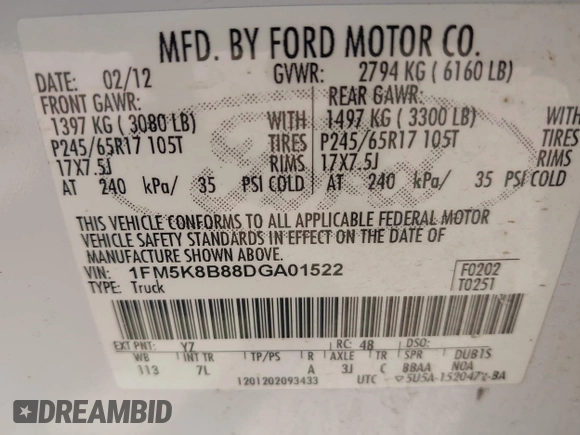 MFD. BY FORD MOTOR CO.
DATE: 02/12 GVWR: 2794 KG ( 6160 LB)
FRONT GAWR: REAR GAWR:
1397 KG ( 3080 LB) WITH 1497 KG ( 3300 LB) WITH
P245/65R17 105T TIRES P245/65R17 105T TIRES
17X7.5J RIMS 17X7.5J RIMS
AT 240 kPa/ 35 PSI COLD AT 240 kPa/ 35 PSI COLD
THIS VEHICLE CONFORMS TO ALL APPLICABLE FEDERAL MOTOR
VEHICLE SAFETY STANDARDS IN EFFECT ON THE DATE OF
MANUFACTURE SHOWN ABOVE.
VIN: 1FM5K8B88DGA01522 F0202
TYPE: Truck T0251
EXT PNT: YZ RC: 48 DSO:
WB INT TR TP/PS R AXLE TR SPR DUB1S
113 7L A 3J C BBAA N0A
1201202093433 UTC
DREAMBID